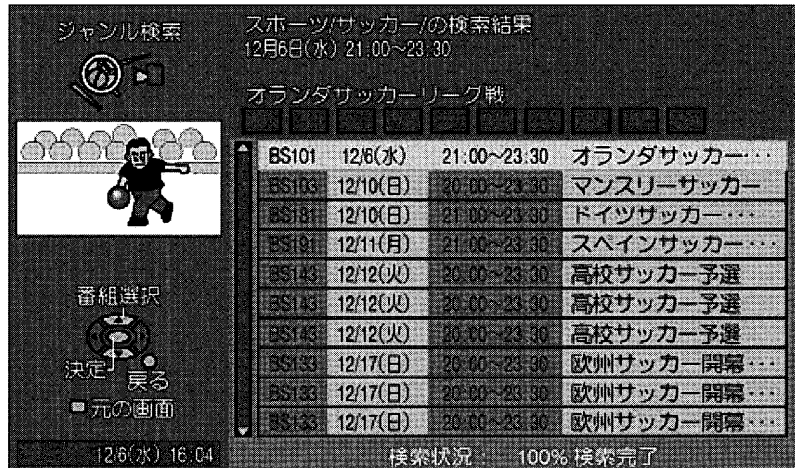 ジャンル検索
スポーツ/サッカー/の検索結果
12月6日(水) 21:00〜23:30
オランダサッカーリーグ戦
BS101 12/6(水) 21:00〜23:30 オランダサッカー・・・
BS103 12/10(日) 20:00〜23:30 マンスリーサッカー
BS181 12/10(日) 21:00〜23:30 ドイツサッカー・・・
BS191 12/11(月) 21:00〜23:30 スペインサッカー・・・
BS143 12/12(火) 20:00〜23:30 高校サッカー予選
BS143 12/12(火) 20:00〜23:30 高校サッカー予選
BS143 12/12(火) 20:00〜23:30 高校サッカー予選
BS133 12/17(日) 20:00〜23:30 欧州サッカー開幕・・・
BS133 12/17(日) 20:00〜23:30 欧州サッカー開幕・・・
BS133 12/17(日) 20:00〜23:30 欧州サッカー開幕・・・
番組選択
決定
戻る
元の画面
12/6(水) 16:04
検索状況: 100% 検索完了